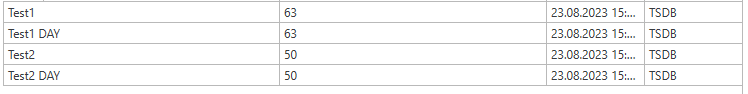 Test1 63 23.08.2023 15:... TSDB
Test1 DAY 63 23.08.2023 15:... TSDB
Test2 50 23.08.2023 15:... TSDB
Test2 DAY 50 23.08.2023 15:... TSDB